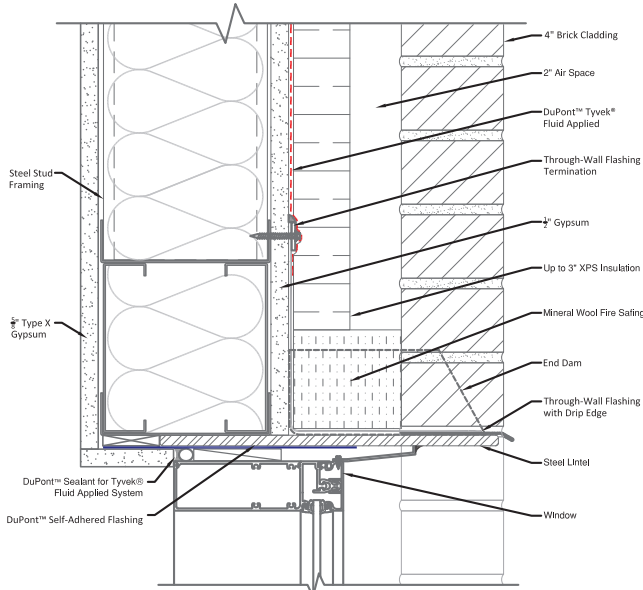 4" Brick Cladding
2" Air Space
DuPont™ Tyvek®
Fluid Applied
Through-Wall Flashing
Termination
½" Gypsum
Up to 3" XPS Insulation
Mineral Wool Fire Safing
End Dam
Through-Wall Flashing
with Drip Edge
Steel LIntel
WIndow
Steel Stud
Framing
⅝" Type X
Gypsum
DuPont™ Sealant for Tyvek®
Fluid Applied System
DuPont™ Self-Adhered Flashing